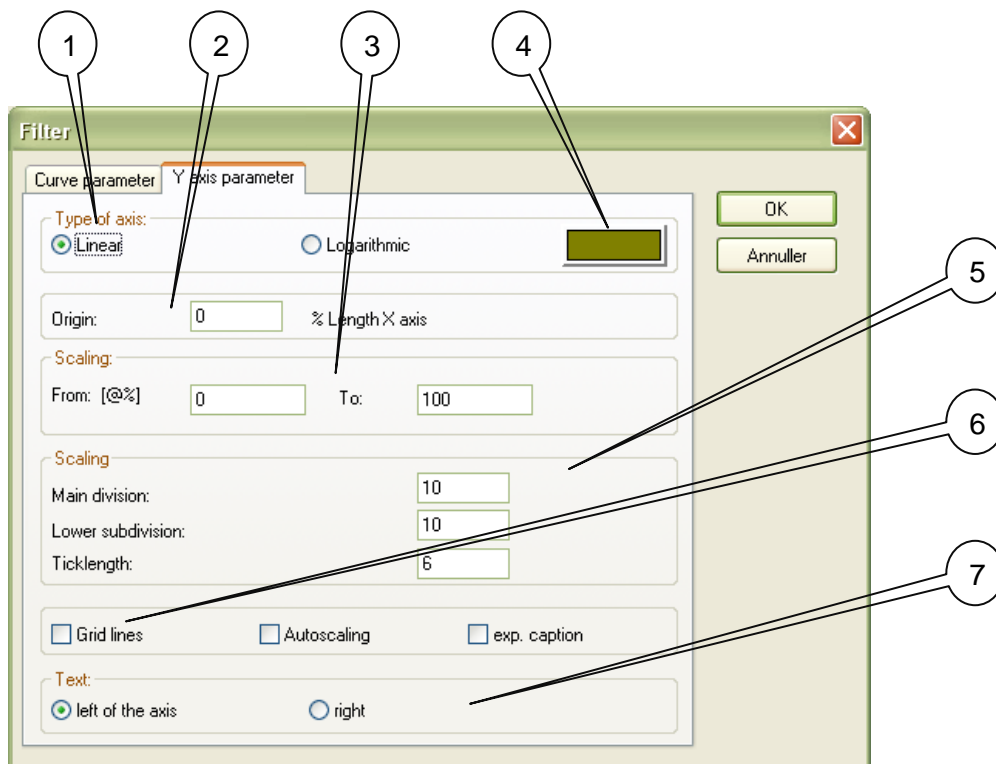 1 2 3 4
Filter
Curve parameter Y axis parameter
OK
Type of axis:
Linear Logarithmic
Annuller
5
Origin: 0 % Length X axis
Scaling:
From: [@%] 0 To: 100
6
Scaling
Main division: 10
Lower subdivision: 10
Ticklength: 6
7
Grid lines Autoscaling exp. caption
Text:
left of the axis right